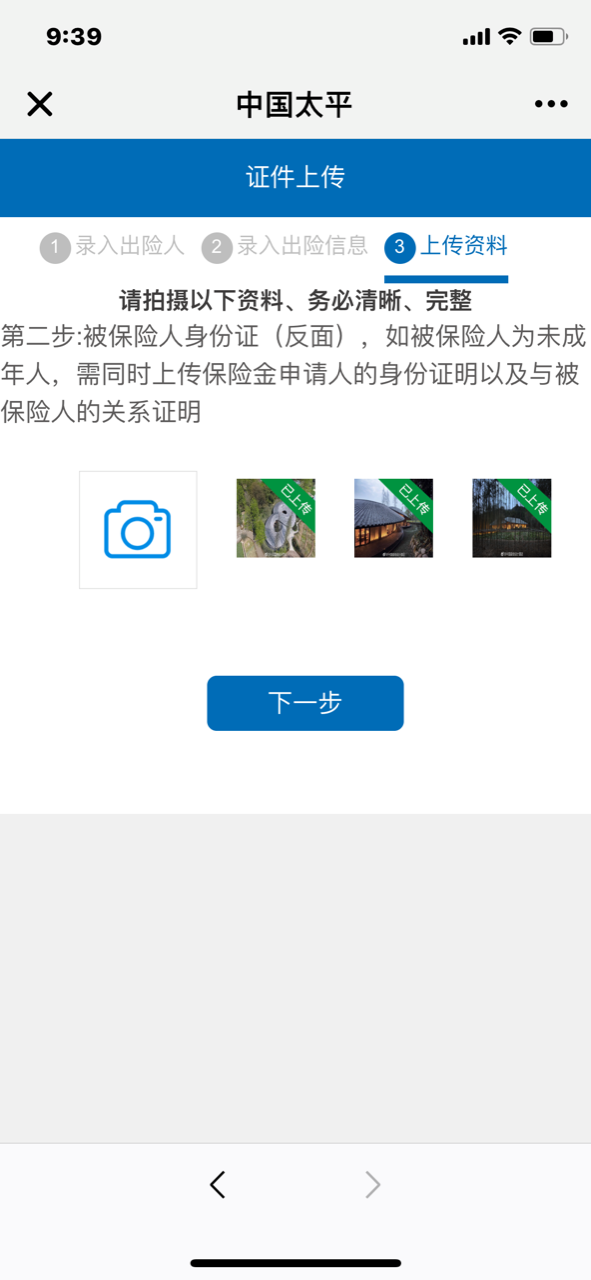 9:39
中国太平
证件上传
1 录入出险人 2 录入出险信息 3 上传资料
请拍摄以下资料、务必清晰、完整
第二步:被保险人身份证（反面），如被保险人为未成
年人，需同时上传保险金申请人的身份证明以及与被
保险人的关系证明
已上传 已上传 已上传
下一步